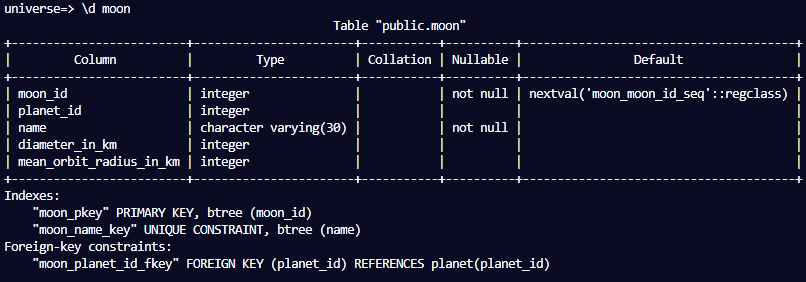 universe=> \d moon
Table "public.moon"
+----------------------+-----------------------+-----------+----------+---------------------------------------+
| Column | Type | Collation | Nullable | Default |
+----------------------+-----------------------+-----------+----------+---------------------------------------+
| moon_id | integer | | not null | nextval('moon_moon_id_seq'::regclass) |
| planet_id | integer | | | |
| name | character varying(30) | | not null | |
| diameter_in_km | integer | | | |
| mean_orbit_radius_in_km | integer | | | |
+----------------------+-----------------------+-----------+----------+---------------------------------------+
Indexes:
"moon_pkey" PRIMARY KEY, btree (moon_id)
"moon_name_key" UNIQUE CONSTRAINT, btree (name)
Foreign-key constraints:
"moon_planet_id_fkey" FOREIGN KEY (planet_id) REFERENCES planet(planet_id)